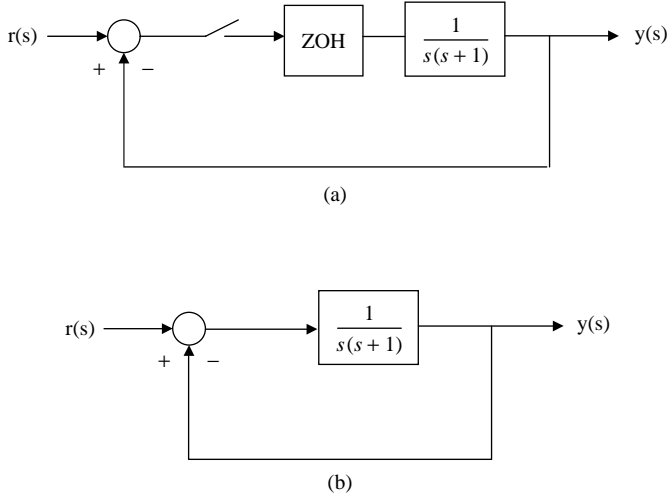 r(s)
+ −
ZOH
1
s(s + 1)
y(s)
(a)
r(s)
+ −
1
s(s + 1)
y(s)
(b)